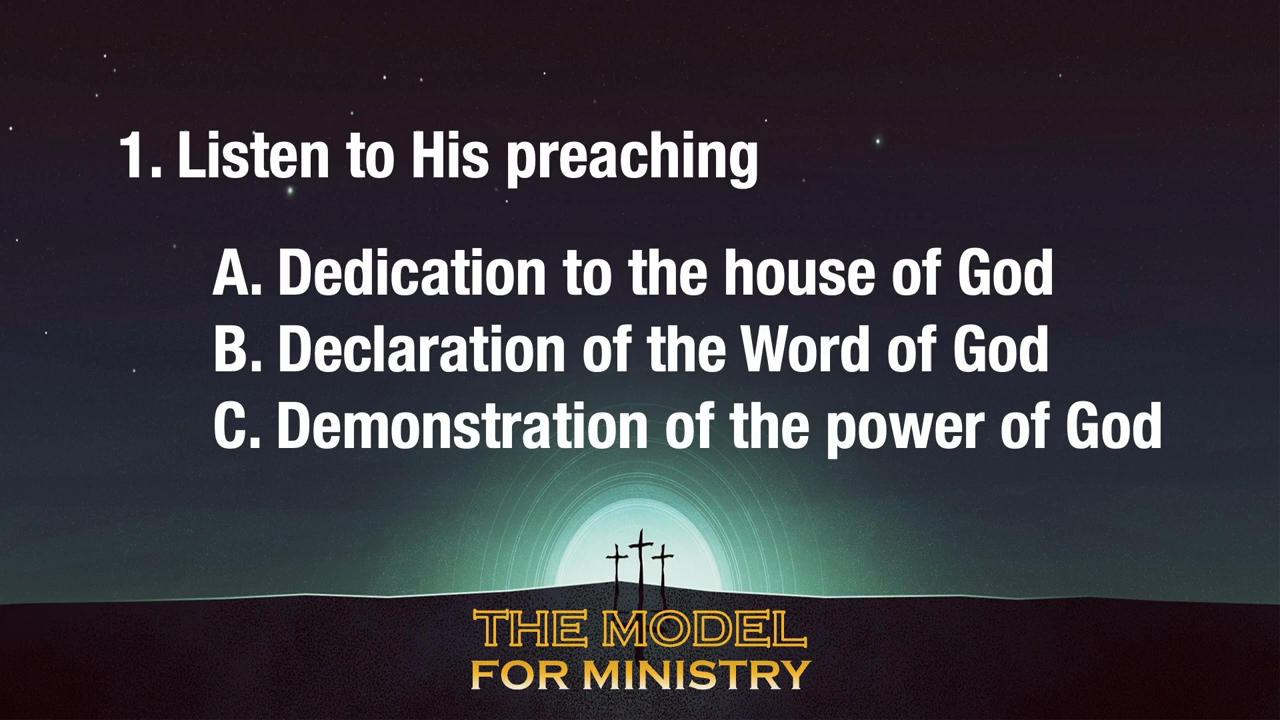 1. Listen to His preaching
A. Dedication to the house of God
B. Declaration of the Word of God
C. Demonstration of the power of God
THE MODEL
FOR MINISTRY